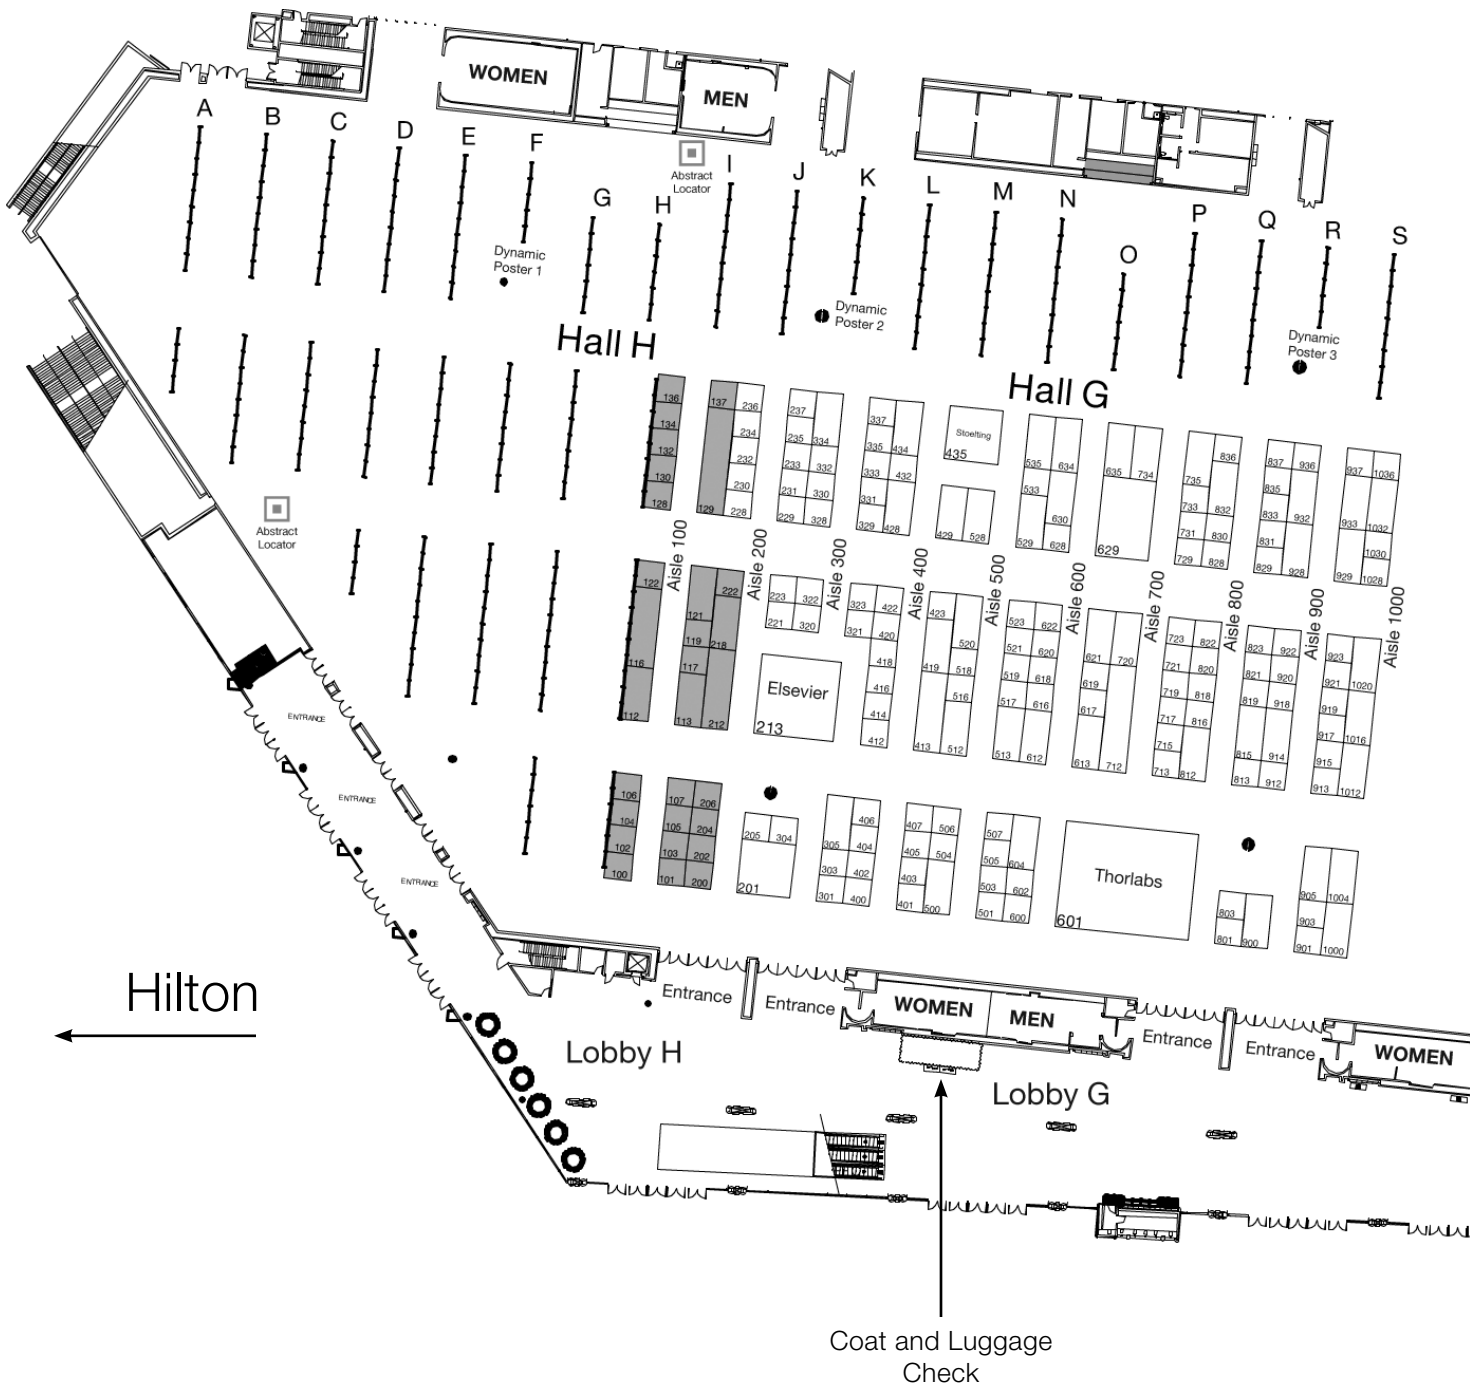 WOMEN
MEN
A
B
C
D
E
F
G
H
I
J
K
L
M
N
O
P
Q
R
S
Abstract
Locator
Dynamic
Poster 1
Dynamic
Poster 2
Dynamic
Poster 3
Hall H
Hall G
136
134
132
130
128
137
129
236
234
232
230
228
237
235 334
233 332
231 330
229 328
337
335 434
333 432
331
329 428
Stoelting
435
429 528
535 634
533
630
529 628
635 734
629
836
735
733 832
731 830
729 828
837 936
835
833 932
831
829 928
937 1036
933 1032
1030
929 1028
Abstract
Locator
Aisle 100
Aisle 200
Aisle 300
Aisle 400
Aisle 500
Aisle 600
Aisle 700
Aisle 800
Aisle 900
Aisle 1000
122
116
112
222
121
119 218
117
113 212
223 322
221 320
Elsevier
213
323 422
321 420
418
416
414
412
423
520
419 518
516
413 512
523 622
521 620
519 618
517 616
513 612
621 720
619
617
613 712
723 822
721 820
719 818
717 816
715
713 812
823 922
821 920
819 918
815 914
813 912
923
921 1020
919
917 1016
915
913 1012
ENTRANCE
ENTRANCE
ENTRANCE
106
104
102
100
107 206
105 204
103 202
101 200
205 304
201
406
305 404
303 402
301 400
407 506
405 504
403
401 500
507
505 604
503 602
501 600
Thorlabs
601
803
801 900
905 1004
903
901 1000
Hilton
Entrance
Entrance
WOMEN
MEN
Entrance
Entrance
WOMEN
Lobby H
Lobby G
Coat and Luggage
Check